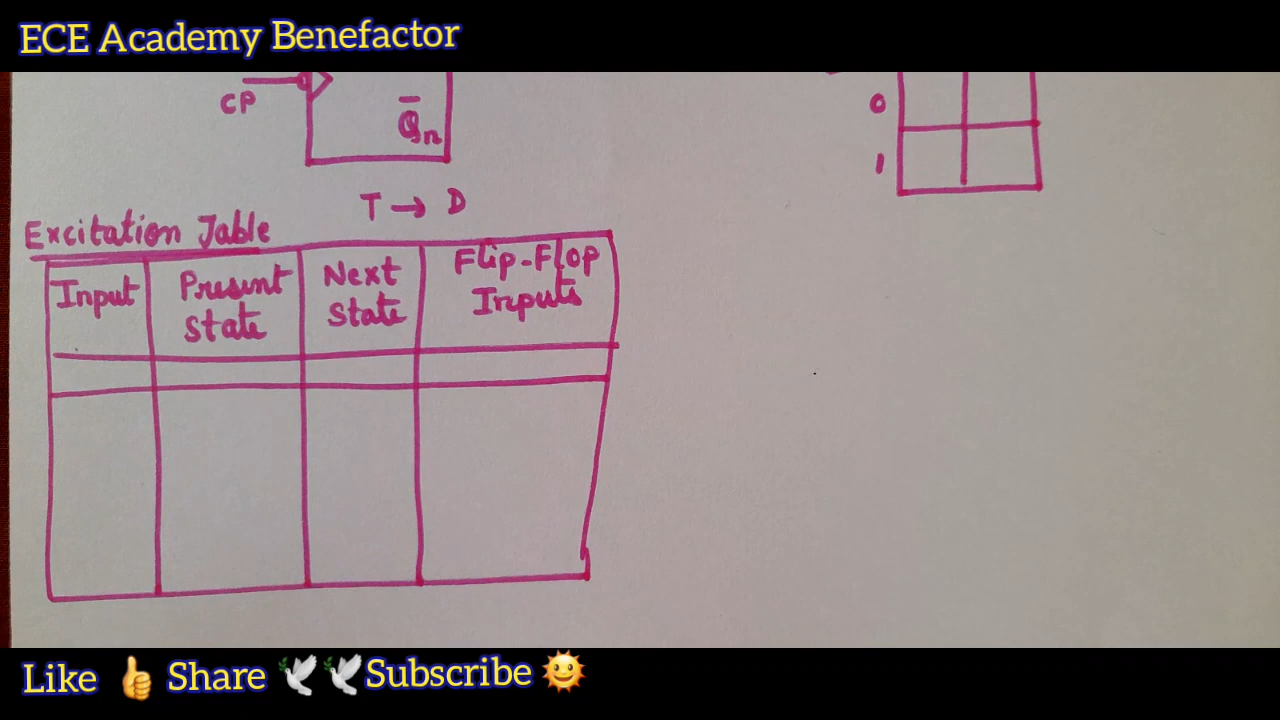 ECE Academy Benefactor
CP
Q̅n
0
1
T → D
Excitation Table
Input
Present
State
Next
State
Flip-Flop
Inputs
Like 👍 Share 🕊️🕊️ Subscribe 🌞